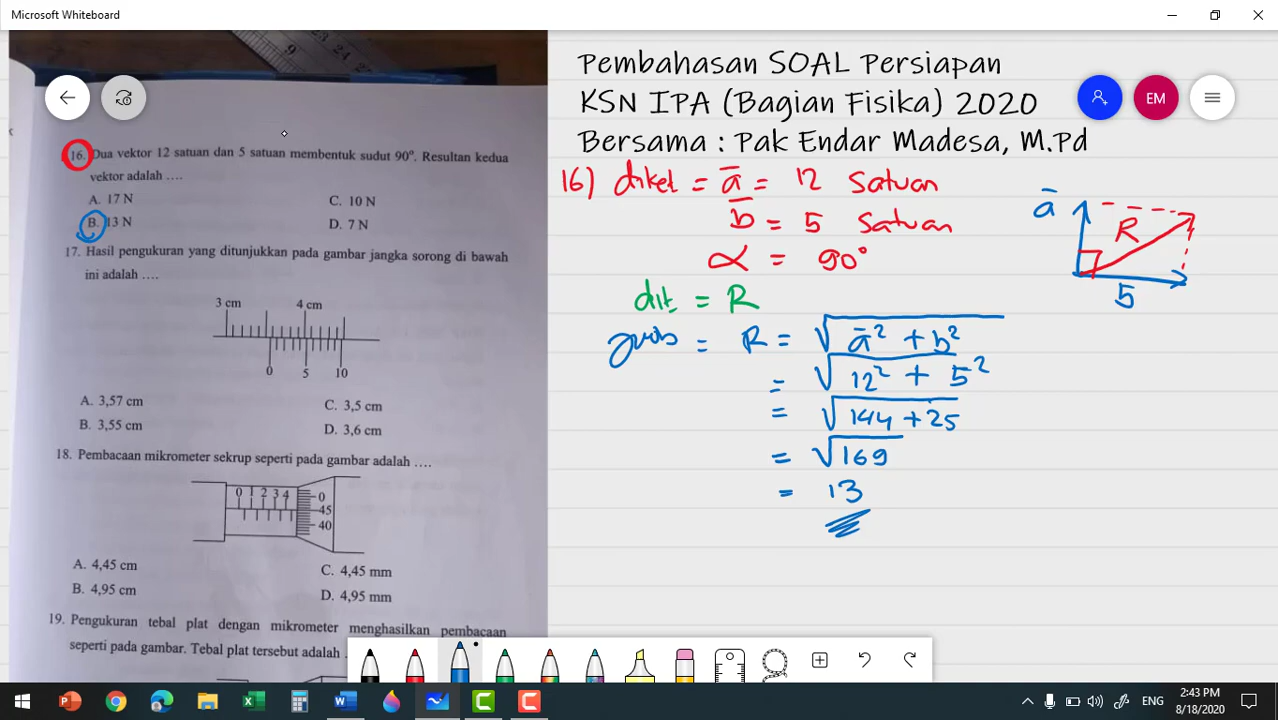 Microsoft Whiteboard
9 23 24
16. Dua vektor 12 satuan dan 5 satuan membentuk sudut 90°. Resultan kedua
vektor adalah ....
A. 17 N
C. 10 N
B. 13 N
D. 7 N
17. Hasil pengukuran yang ditunjukkan pada gambar jangka sorong di bawah
ini adalah ....
3 cm 4 cm
0 5 10
A. 3,57 cm
C. 3,5 cm
B. 3,55 cm
D. 3,6 cm
18. Pembacaan mikrometer sekrup seperti pada gambar adalah ....
0 1 2 3 4
0
45
40
A. 4,45 cm
C. 4,45 mm
B. 4,95 cm
D. 4,95 mm
19. Pengukuran tebal plat dengan mikrometer menghasilkan pembacaan
seperti pada gambar. Tebal plat tersebut adalah .
Pembahasan SOAL Persiapan
KSN IPA (Bagian Fisika) 2020
Bersama : Pak Endar Madesa, M.Pd
EM
16) diket = a̅ = 12 Satuan
b̅ = 5 Satuan
α = 90°
dit = R
jwb = R = √a̅² + b²
= √12² + 5²
= √144 + 25
= √169
= 13
a̅
R
5
ENG
2:43 PM
8/18/2020